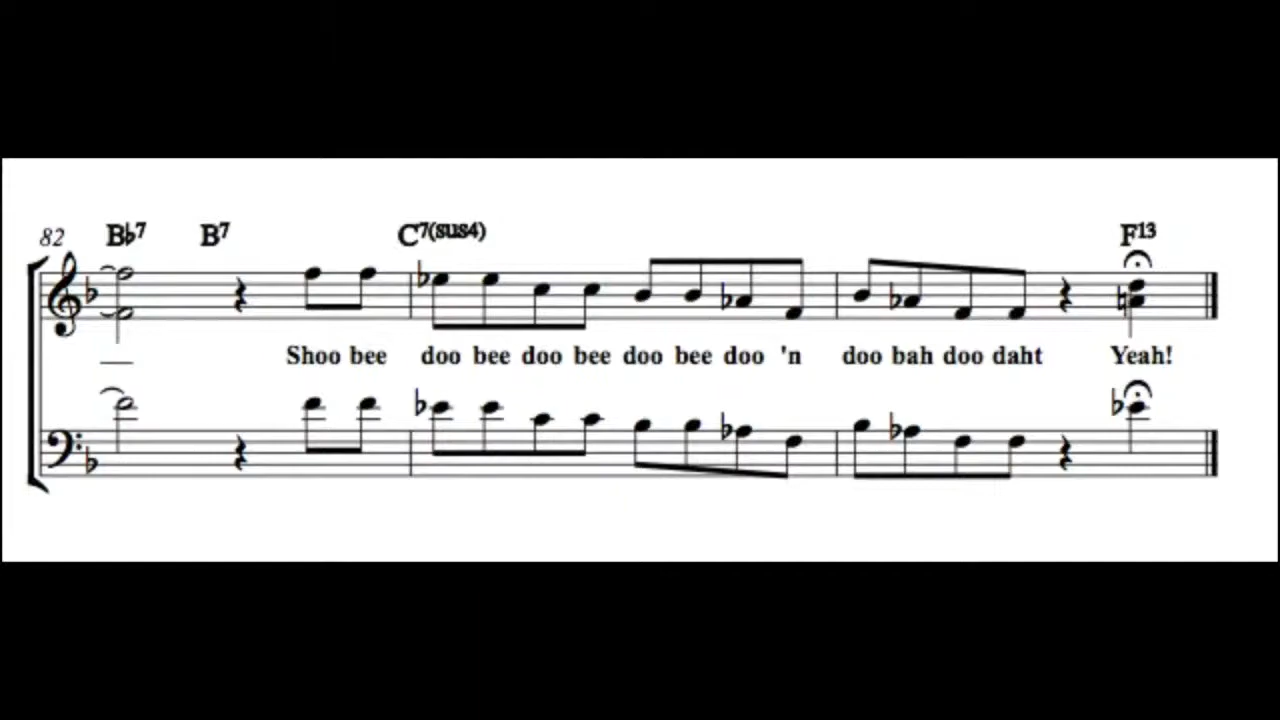 82 B♭7 B7 C7(sus4) F13
Shoo bee doo bee doo bee doo bee doo 'n doo bah doo daht Yeah!